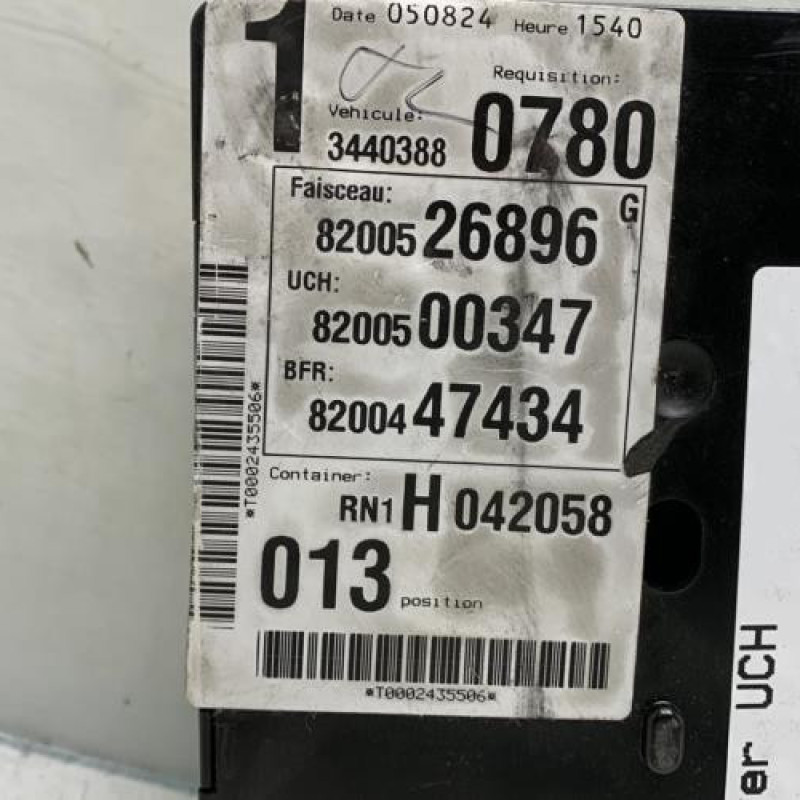 1 Date 050824 Heure 1540
Requisition:
Vehicule:
3440388 0780
Faisceau: G
8200526896
UCH:
8200500347
BFR:
8200447434
Container:
RN1 H 042058
013 position
*T0002435506*
*T0002435506*
er UCH